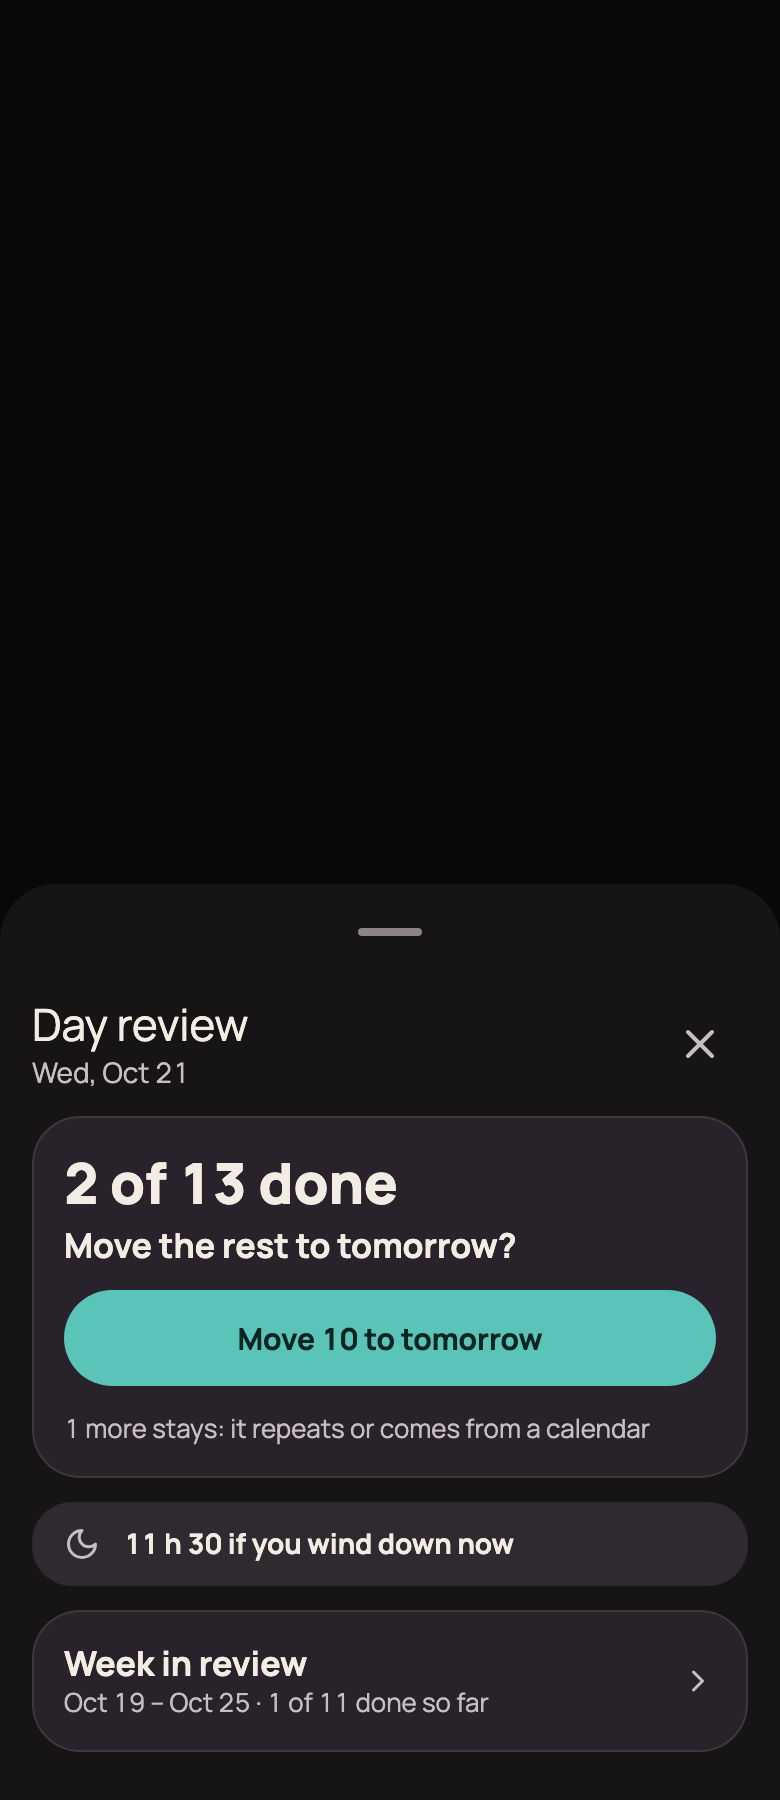 Day review
Wed, Oct 21
2 of 13 done
Move the rest to tomorrow?
Move 10 to tomorrow
1 more stays: it repeats or comes from a calendar
11 h 30 if you wind down now
Week in review
Oct 19 – Oct 25 · 1 of 11 done so far